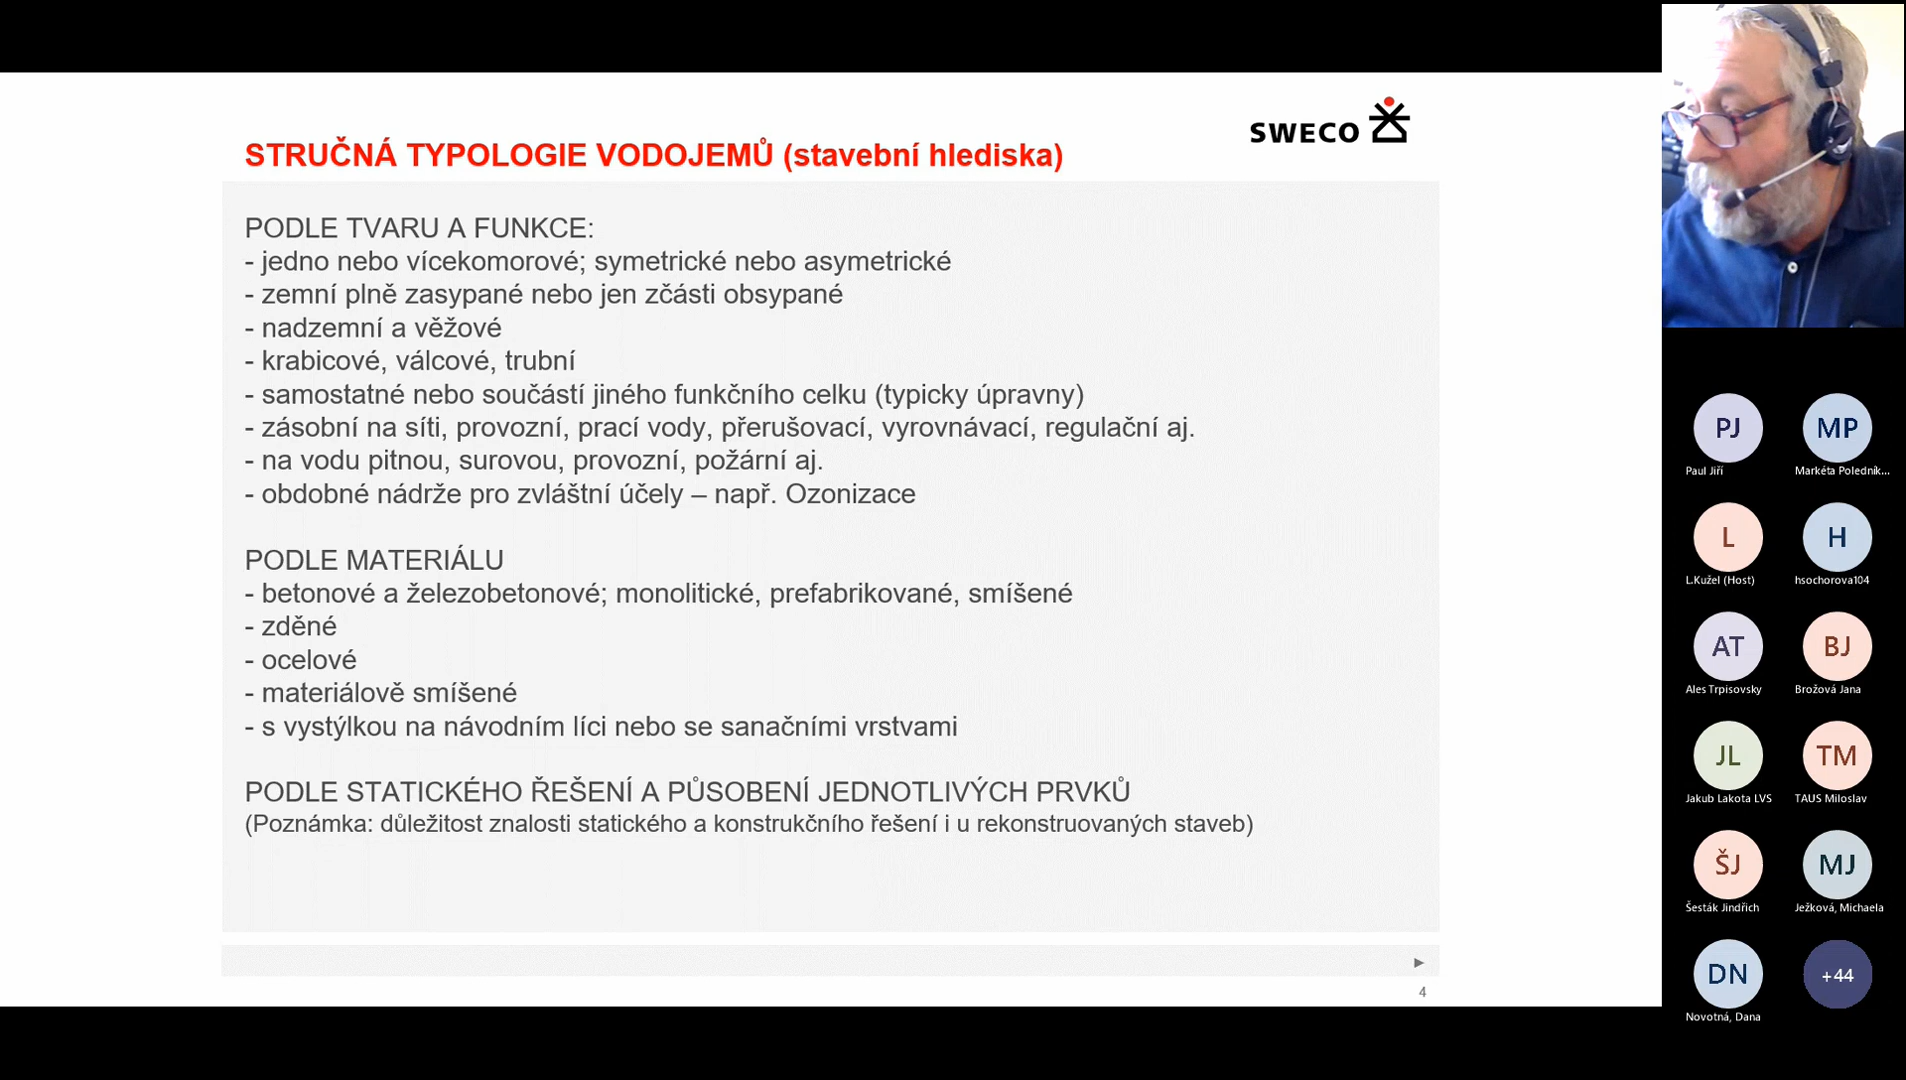 SWECO
STRUČNÁ TYPOLOGIE VODOJEMŮ (stavební hlediska)
PODLE TVARU A FUNKCE:
- jedno nebo vícekomorové; symetrické nebo asymetrické
- zemní plně zasypané nebo jen zčásti obsypané
- nadzemní a věžové
- krabicové, válcové, trubní
- samostatné nebo součástí jiného funkčního celku (typicky úpravny)
- zásobní na síti, provozní, prací vody, přerušovací, vyrovnávací, regulační aj.
- na vodu pitnou, surovou, provozní, požární aj.
- obdobné nádrže pro zvláštní účely – např. Ozonizace
PODLE MATERIÁLU
- betonové a železobetonové; monolitické, prefabrikované, smíšené
- zděné
- ocelové
- materiálově smíšené
- s vystýlkou na návodním líci nebo se sanačními vrstvami
PODLE STATICKÉHO ŘEŠENÍ A PŮSOBENÍ JEDNOTLIVÝCH PRVKŮ
(Poznámka: důležitost znalosti statického a konstrukčního řešení i u rekonstruovaných staveb)
4
PJ
Paul Jiří
MP
Markéta Poledník...
L
L.Kužel (Host)
H
hsochorova104
AT
Ales Trpisovsky
BJ
Brožová Jana
JL
Jakub Lakota LVS
TM
TAUS Miloslav
ŠJ
Šesták Jindřich
MJ
Ježková, Michaela
DN
Novotná, Dana
+44